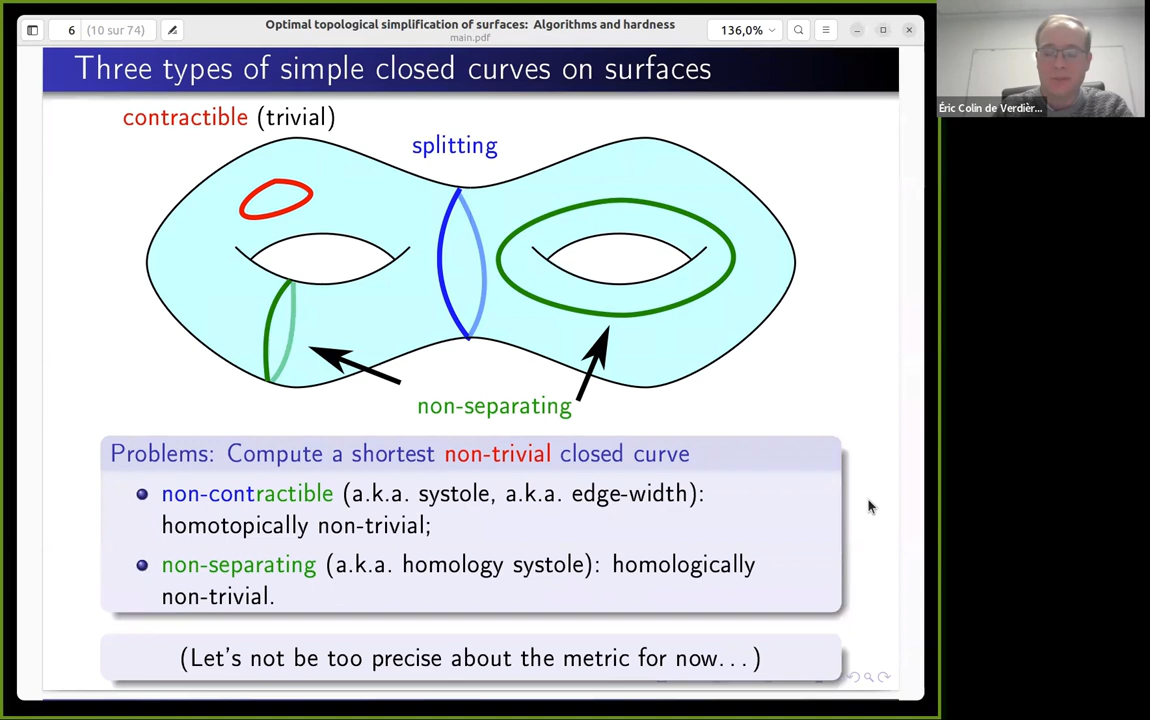 6
(10 sur 74)
Optimal topological simplification of surfaces: Algorithms and hardness
main.pdf
136,0%
Three types of simple closed curves on surfaces
contractible (trivial)
splitting
non-separating
Problems: Compute a shortest non-trivial closed curve
non-contractible (a.k.a. systole, a.k.a. edge-width):
homotopically non-trivial;
non-separating (a.k.a. homology systole): homologically
non-trivial.
(Let's not be too precise about the metric for now...)
Éric Colin de Verdièr...